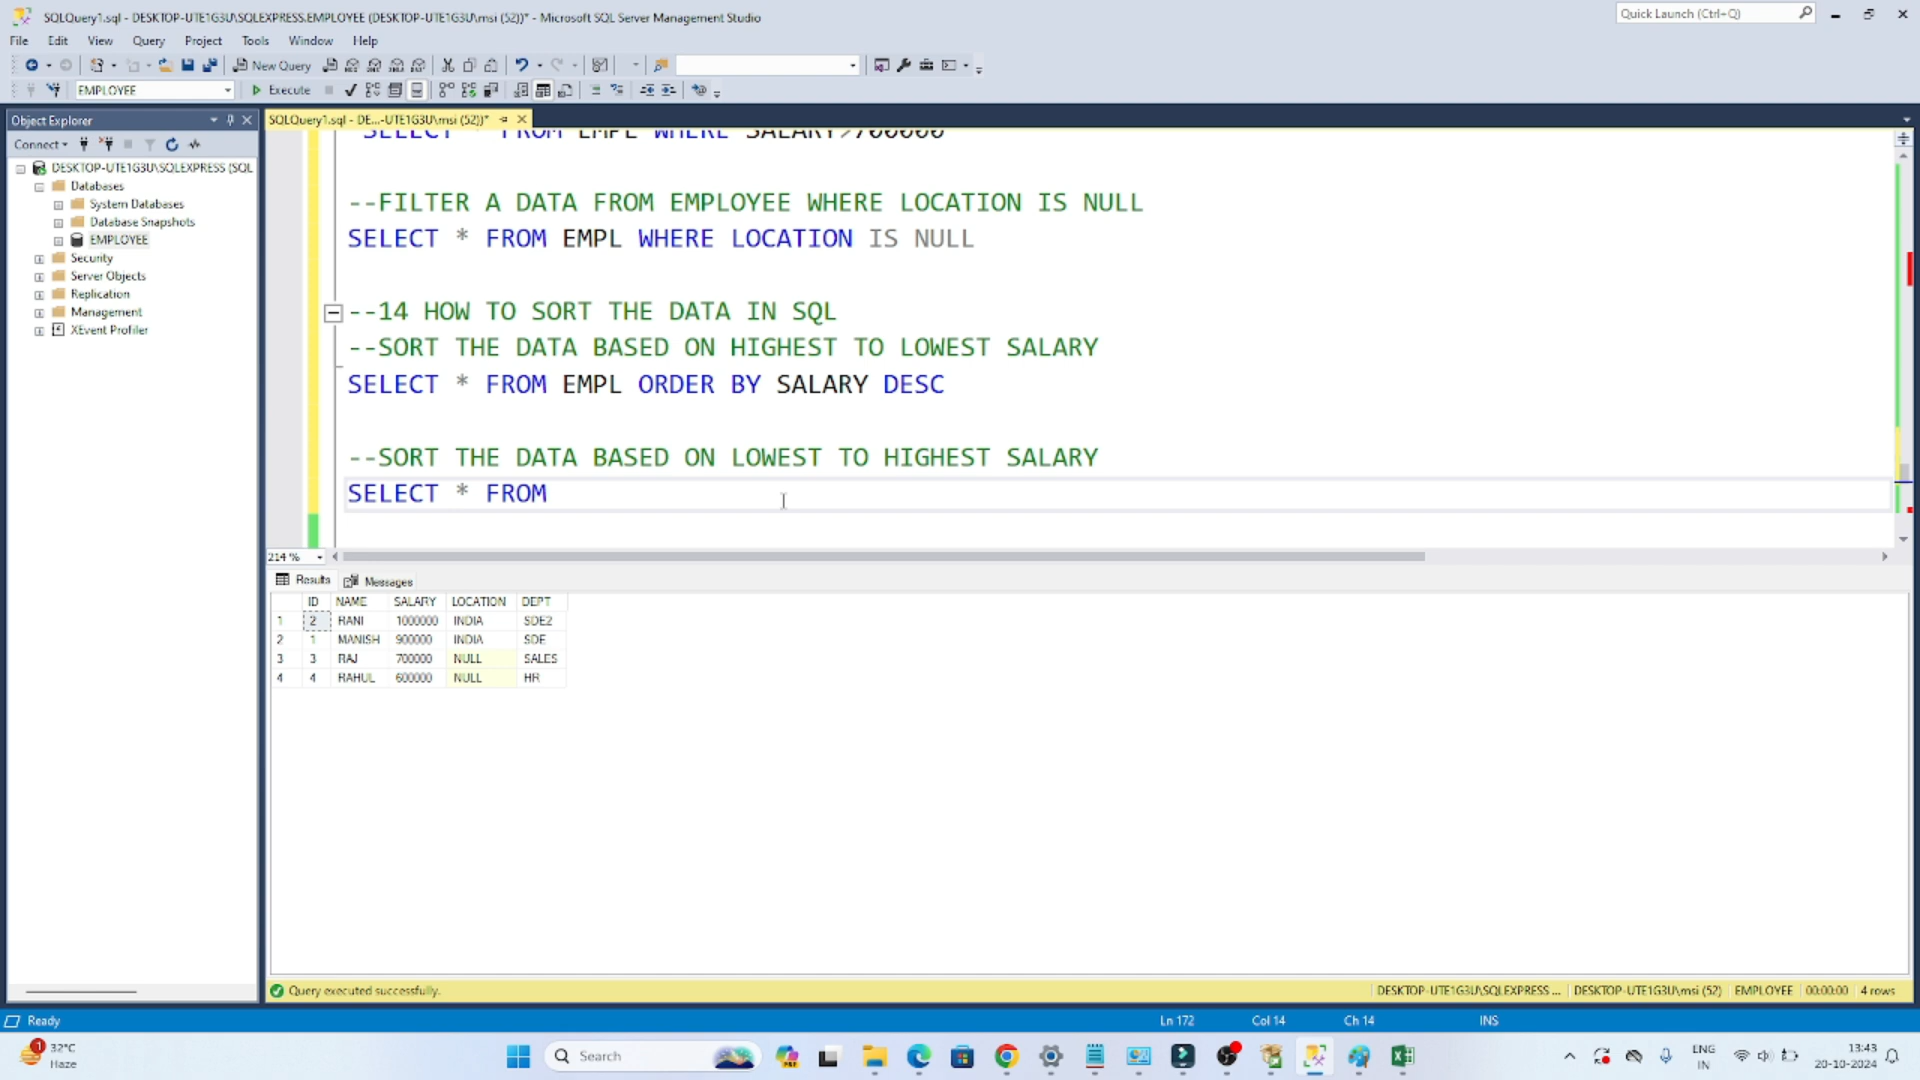 SQLQuery1.sql - DESKTOP-UTE1G3U\SQLEXPRESS.EMPLOYEE (DESKTOP-UTE1G3U\msi (52))* - Microsoft SQL Server Management Studio
Quick Launch (Ctrl+Q)
File Edit View Query Project Tools Window Help
New Query
EMPLOYEE
Execute
Object Explorer
SQLQuery1.sql - DE...-UTE1G3U\msi (52))*
Connect
DESKTOP-UTE1G3U\SQLEXPRESS (SQL
Databases
System Databases
Database Snapshots
EMPLOYEE
Security
Server Objects
Replication
Management
XEvent Profiler
SELECT * FROM EMPL WHERE SALARY>700000
--FILTER A DATA FROM EMPLOYEE WHERE LOCATION IS NULL
SELECT * FROM EMPL WHERE LOCATION IS NULL
--14 HOW TO SORT THE DATA IN SQL
--SORT THE DATA BASED ON HIGHEST TO LOWEST SALARY
SELECT * FROM EMPL ORDER BY SALARY DESC
--SORT THE DATA BASED ON LOWEST TO HIGHEST SALARY
SELECT * FROM
214 %
Results Messages
ID NAME SALARY LOCATION DEPT
1 2 RANI 1000000 INDIA SDE2
2 1 MANISH 900000 INDIA SDE
3 3 RAJ 700000 NULL SALES
4 4 RAHUL 600000 NULL HR
Query executed successfully.
DESKTOP-UTE1G3U\SQLEXPRESS ... DESKTOP-UTE1G3U\msi (52) EMPLOYEE 00:00:00 4 rows
Ready
Ln 172 Col 14 Ch 14 INS
1
32°C
Haze
Search
ENG
IN
13:43
20-10-2024